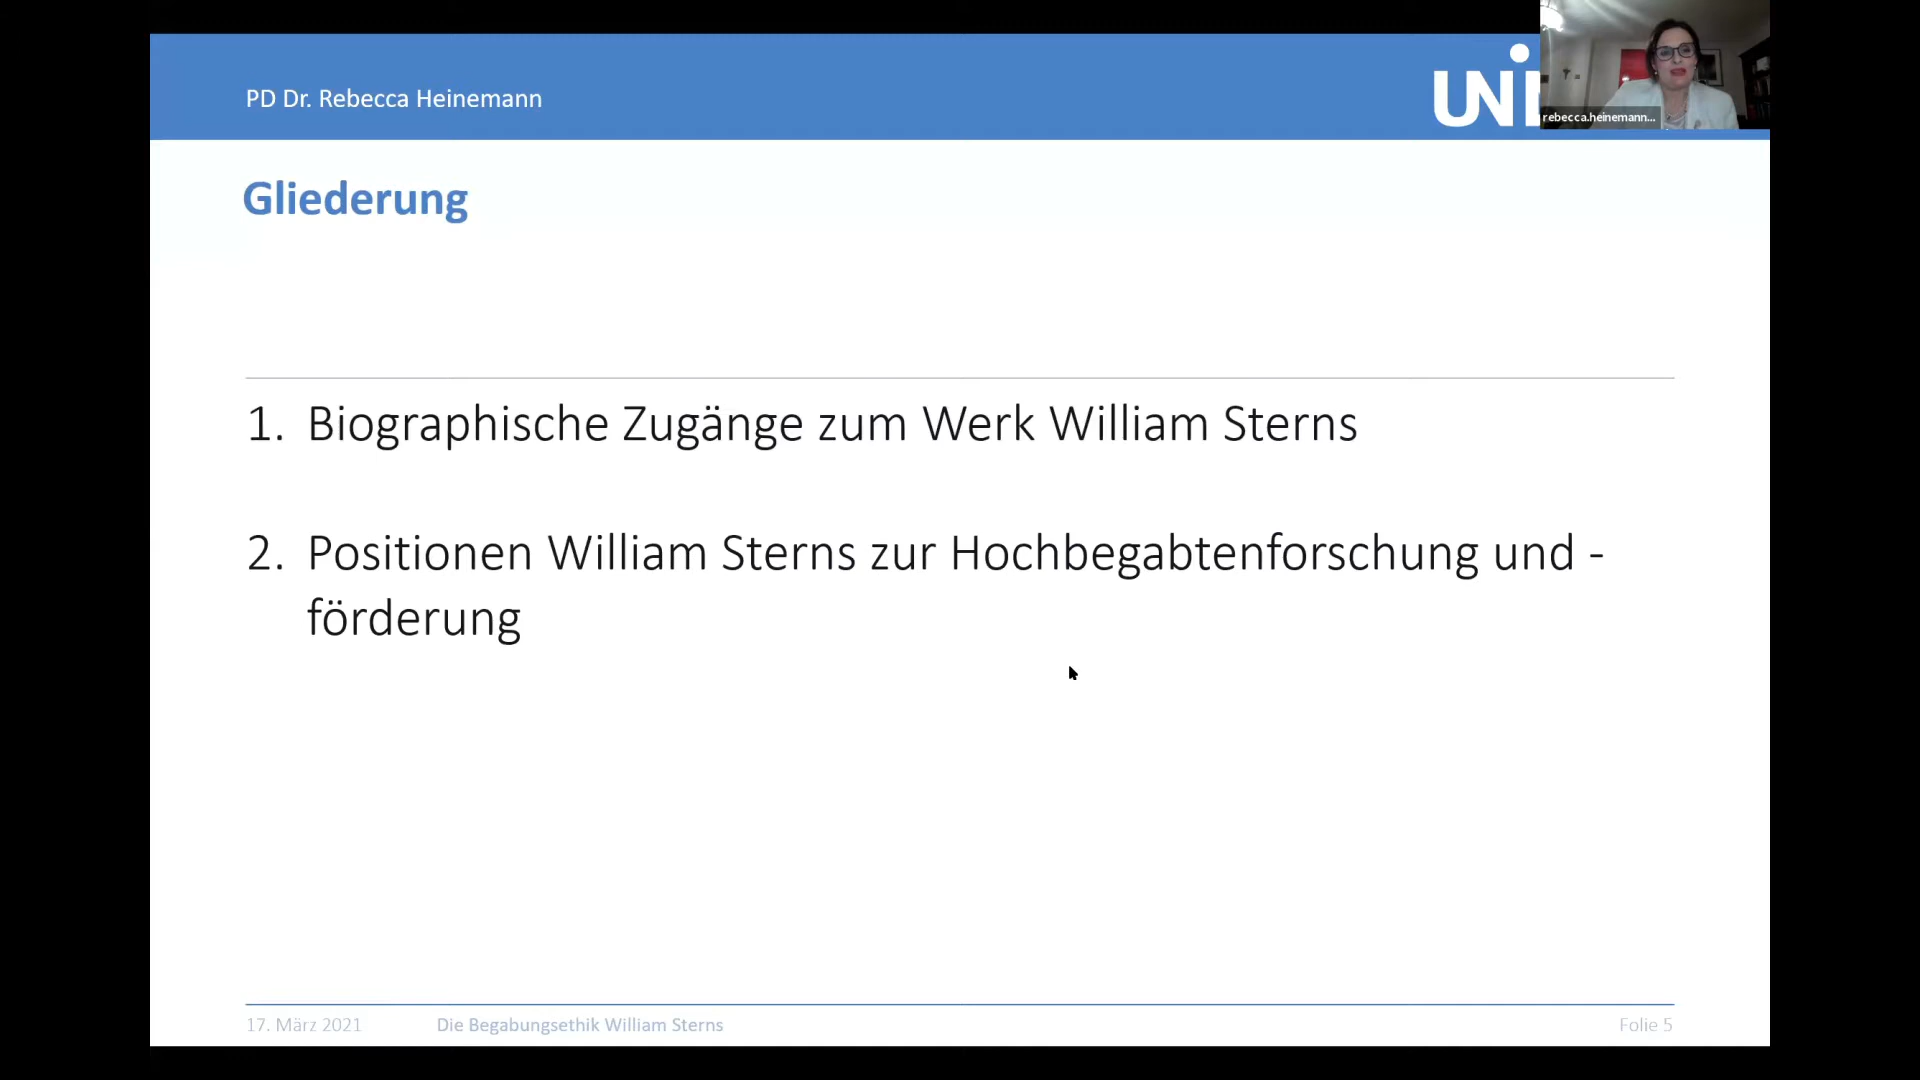 PD Dr. Rebecca Heinemann
UNI
rebecca.heinemann...
Gliederung
1. Biographische Zugänge zum Werk William Sterns
2. Positionen William Sterns zur Hochbegabtenforschung und -
förderung
17. März 2021
Die Begabungsethik William Sterns
Folie 5